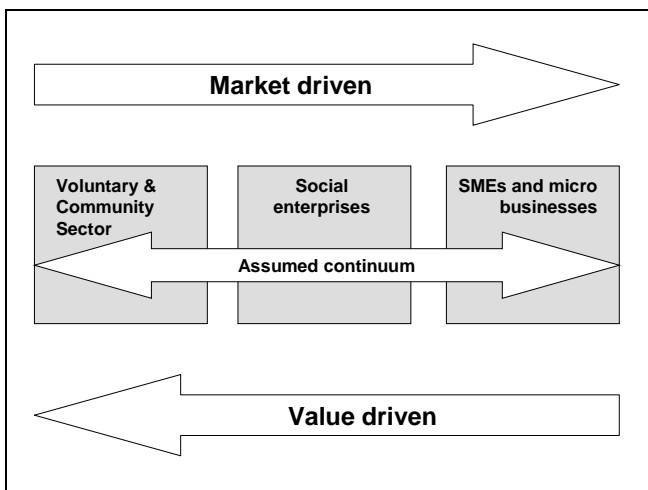 Market driven
Voluntary &
Community
Sector
Social
enterprises
SMEs and micro
businesses
Assumed continuum
Value driven